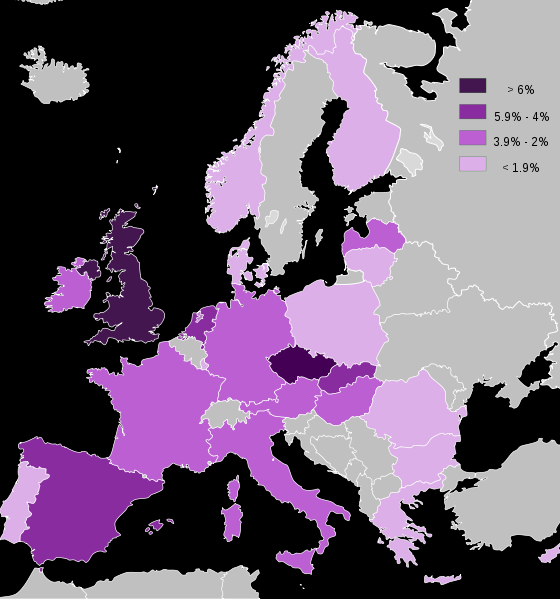 > 6%
5.9% - 4%
3.9% - 2%
< 1.9%